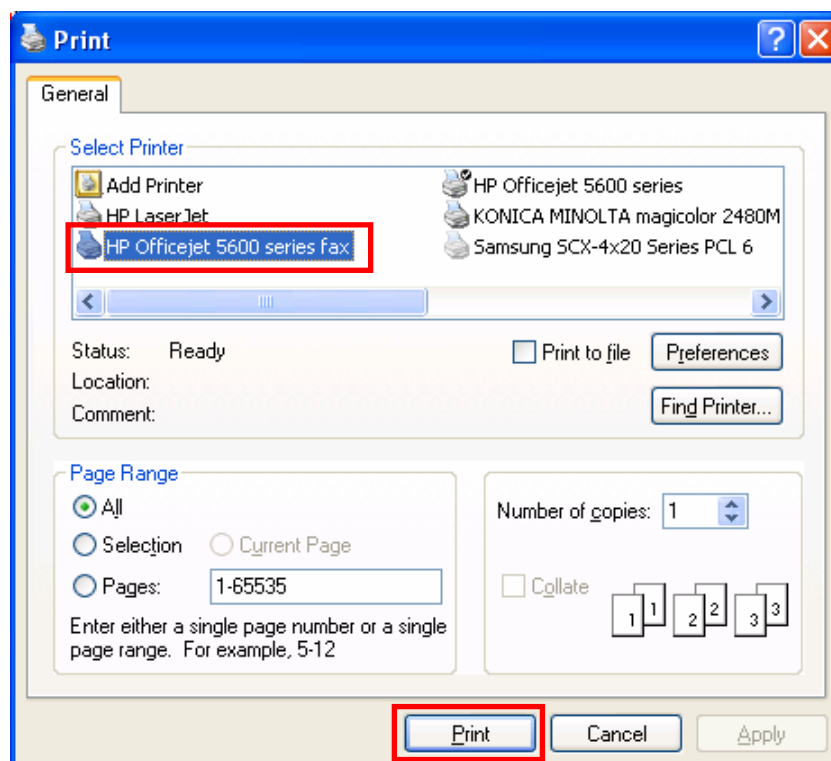 Print
General
Select Printer
Add Printer
HP LaserJet
HP Officejet 5600 series fax
HP Officejet 5600 series
KONICA MINOLTA magicolor 2480M
Samsung SCX-4x20 Series PCL 6
Status: Ready
Location:
Comment:
Print to file
Preferences
Find Printer...
Page Range
All
Selection Current Page
Pages: 1-65535
Enter either a single page number or a single
page range. For example, 5-12
Number of copies: 1
Collate
1 1 2 2 3 3
Print Cancel Apply